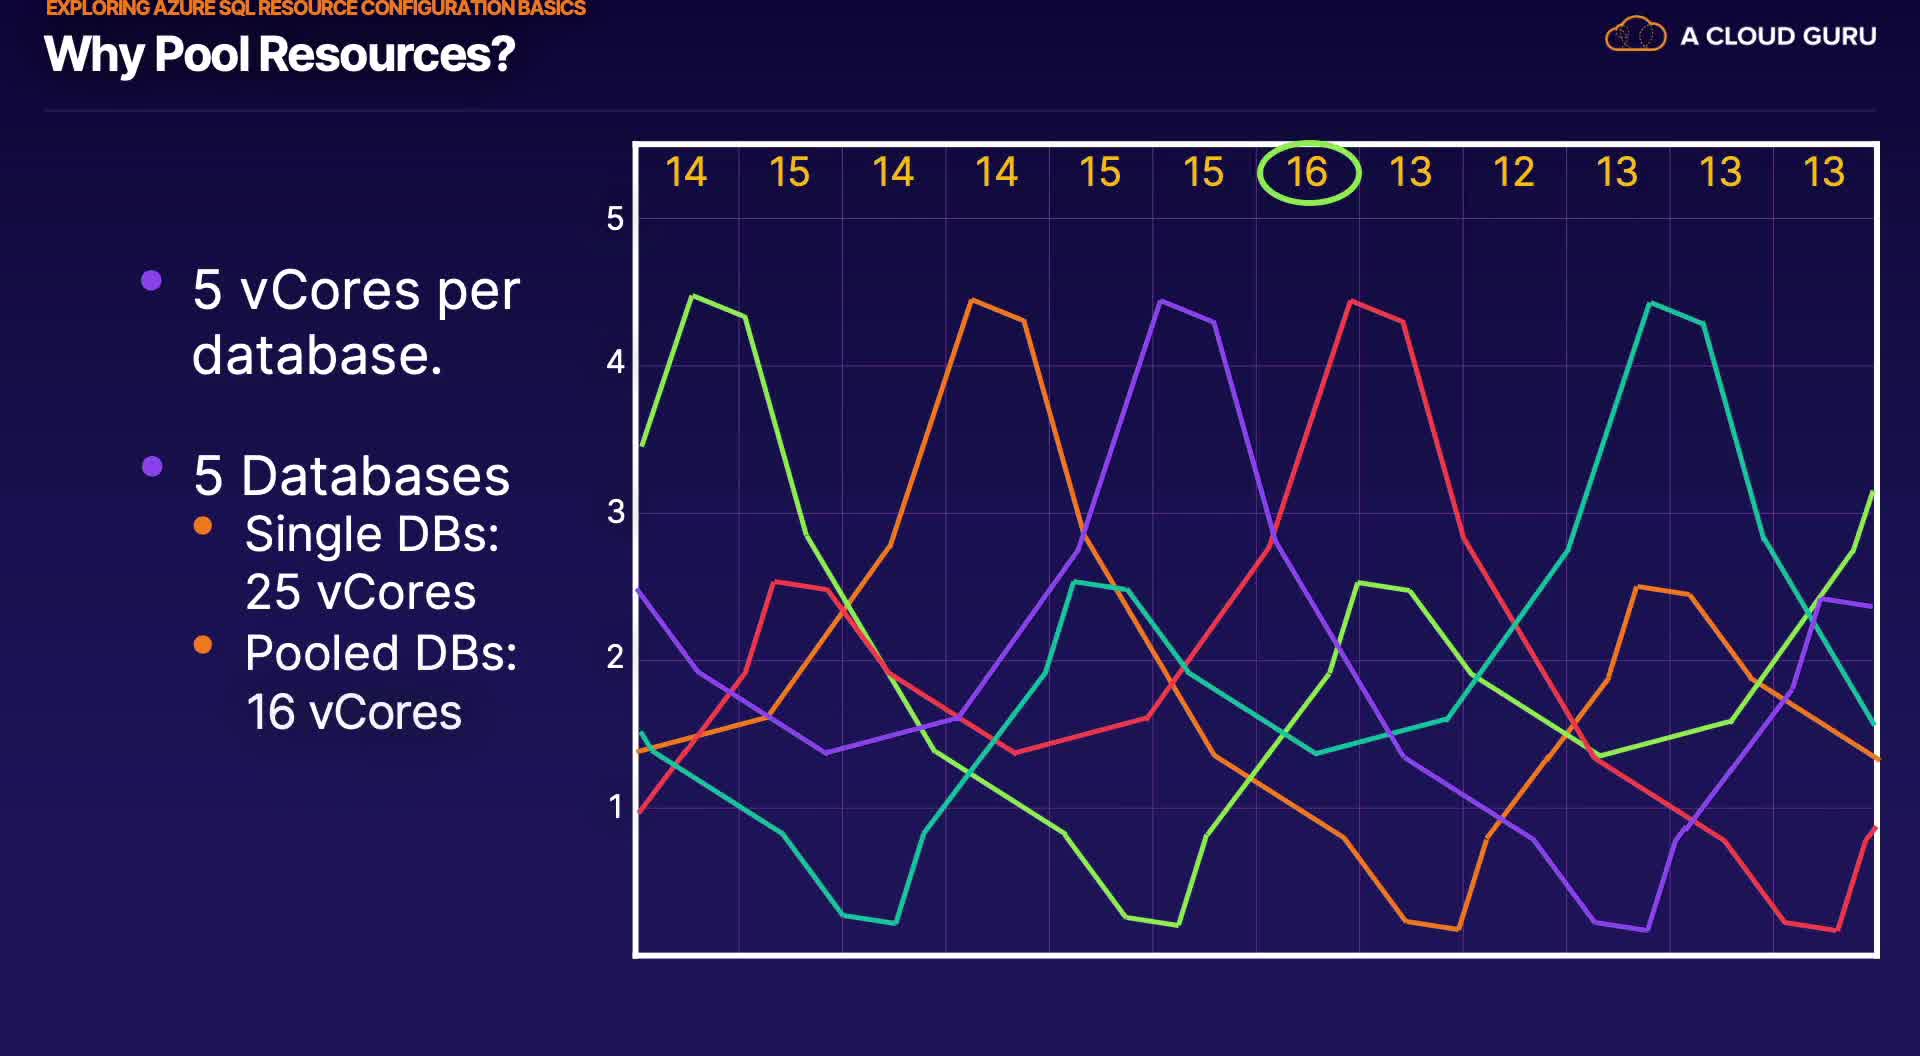 EXPLORING AZURE SQL RESOURCE CONFIGURATION BASICS
Why Pool Resources?
A CLOUD GURU
5 vCores per
database.
5 Databases
Single DBs:
25 vCores
Pooled DBs:
16 vCores
14 15 14 14 15 15 16 13 12 13 13 13
5
4
3
2
1